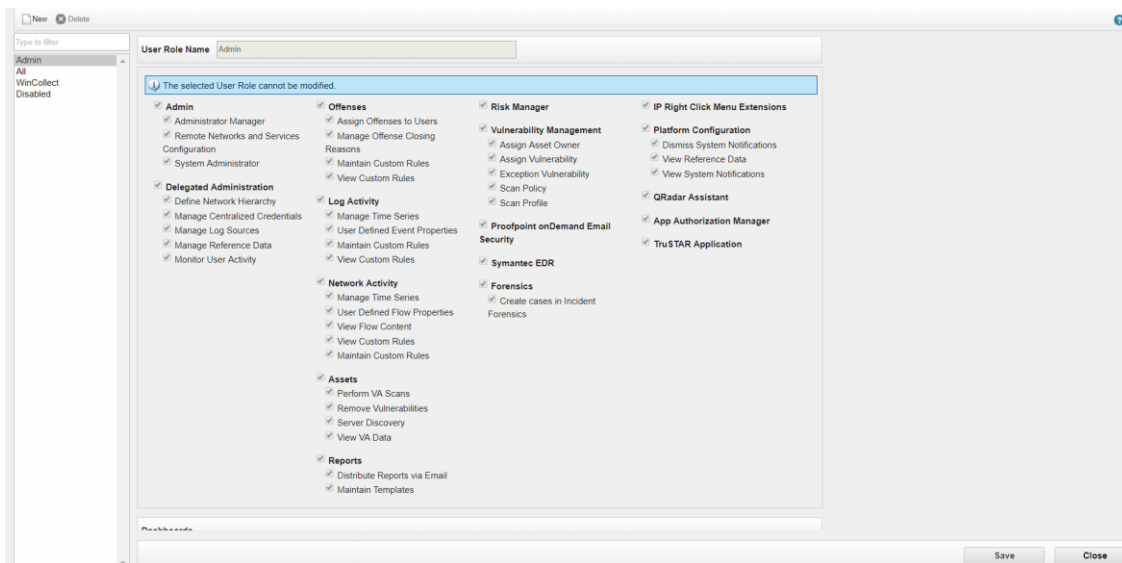 New Delete
Type to filter
Admin
All
WinCollect
Disabled
User Role Name Admin
The selected User Role cannot be modified.
Admin
Administrator Manager
Remote Networks and Services
Configuration
System Administrator
Delegated Administration
Define Network Hierarchy
Manage Centralized Credentials
Manage Log Sources
Manage Reference Data
Monitor User Activity
Offenses
Assign Offenses to Users
Manage Offense Closing
Reasons
Maintain Custom Rules
View Custom Rules
Log Activity
Manage Time Series
User Defined Event Properties
Maintain Custom Rules
View Custom Rules
Network Activity
Manage Time Series
User Defined Flow Properties
View Flow Content
View Custom Rules
Maintain Custom Rules
Assets
Perform VA Scans
Remove Vulnerabilities
Server Discovery
View VA Data
Reports
Distribute Reports via Email
Maintain Templates
Risk Manager
Vulnerability Management
Assign Asset Owner
Assign Vulnerability
Exception Vulnerability
Scan Policy
Scan Profile
Proofpoint onDemand Email
Security
Symantec EDR
Forensics
Create cases in Incident
Forensics
IP Right Click Menu Extensions
Platform Configuration
Dismiss System Notifications
View Reference Data
View System Notifications
QRadar Assistant
App Authorization Manager
TruSTAR Application
Dashboards
Save Close